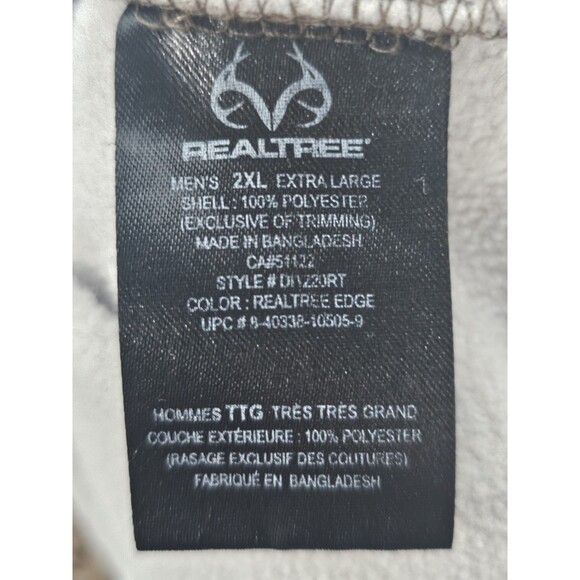 REALTREE®
MEN'S 2XL EXTRA LARGE
SHELL : 100% POLYESTER
(EXCLUSIVE OF TRIMMING)
MADE IN BANGLADESH
CA#51122
STYLE #
COLOR : REALTREE EDGE
UPC # 8-40338-10505-9
HOMMES TTG TRÈS TRÈS GRAND
COUCHE EXTÉRIEURE : 100% POLYESTER
(RASAGE EXCLUSIF DES COUTURES)
FABRIQUÉ EN BANGLADESH